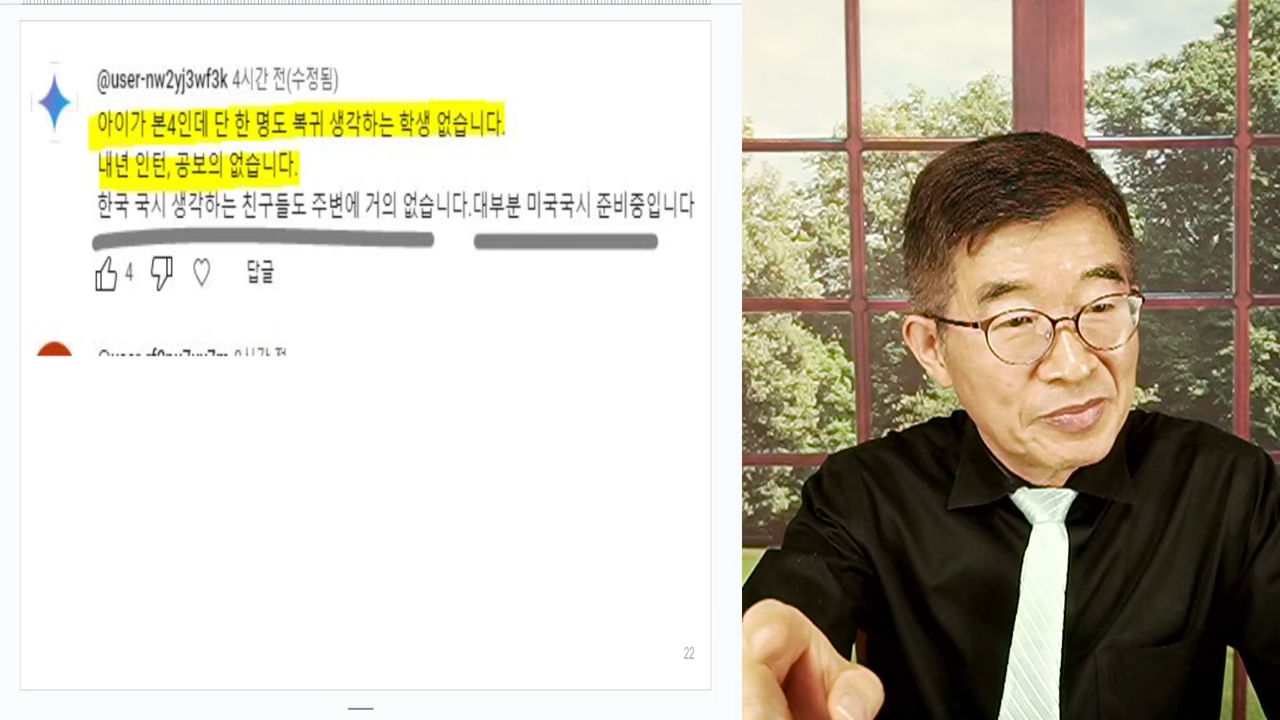 @user-nw2yj3wf3k 4시간 전(수정됨)
아이가 본4인데 단 한 명도 복귀 생각하는 학생 없습니다.
내년 인턴, 공보의 없습니다.
한국 국시 생각하는 친구들도 주변에 거의 없습니다.대부분 미국국시 준비중입니다
4 답글
22